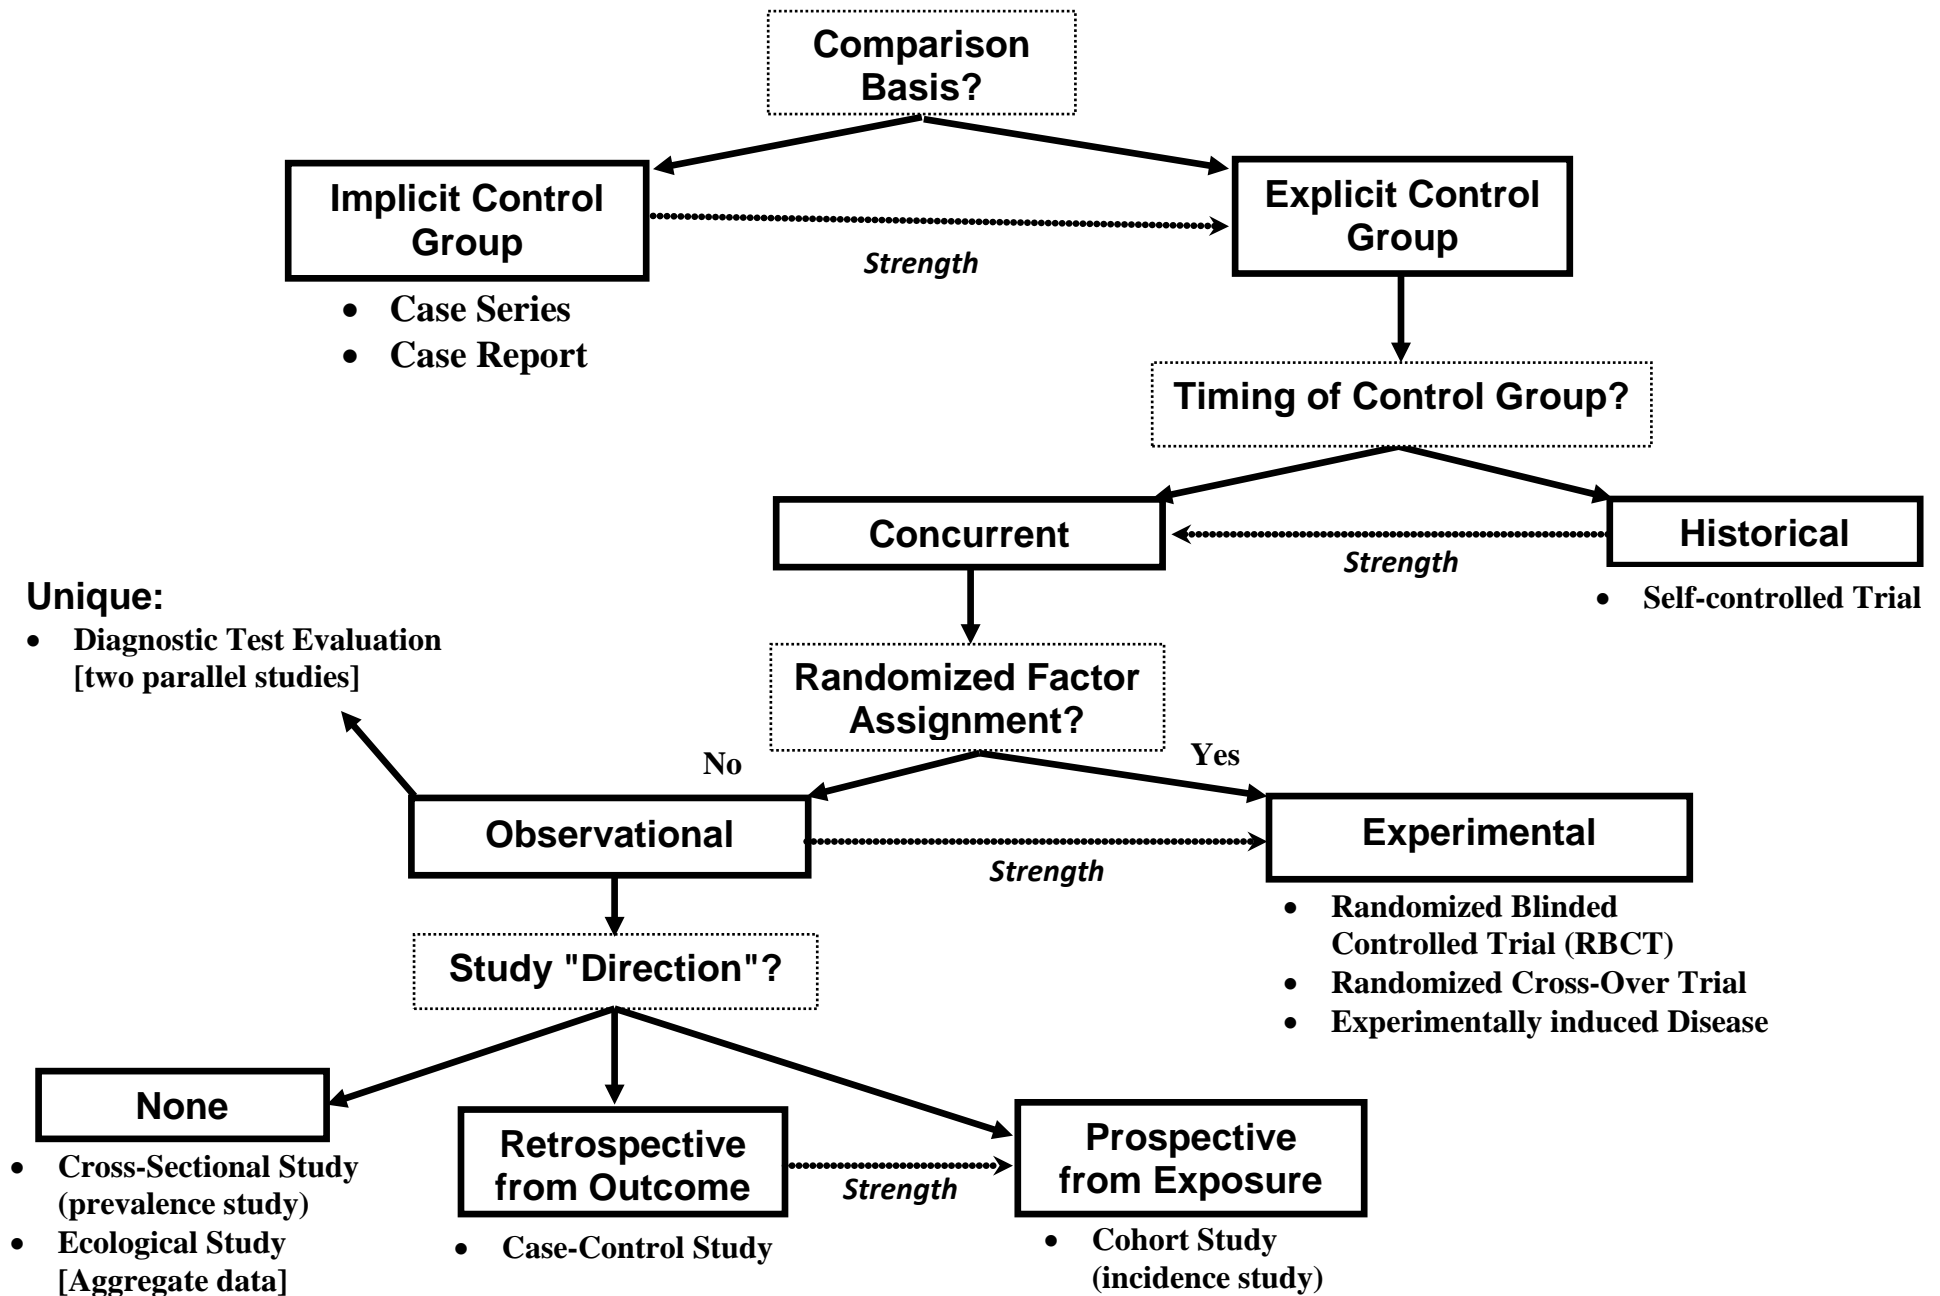 Comparison
Basis?
Implicit Control
Group
Explicit Control
Group
Strength
• Case Series
• Case Report
Timing of Control Group?
Concurrent
Historical
Strength
• Self-controlled Trial
Unique:
• Diagnostic Test Evaluation
[two parallel studies]
Randomized Factor
Assignment?
No
Yes
Observational
Experimental
Strength
• Randomized Blinded
Controlled Trial (RBCT)
• Randomized Cross-Over Trial
• Experimentally induced Disease
Study "Direction"?
None
• Cross-Sectional Study
(prevalence study)
• Ecological Study
[Aggregate data]
Retrospective
from Outcome
• Case-Control Study
Strength
Prospective
from Exposure
• Cohort Study
(incidence study)